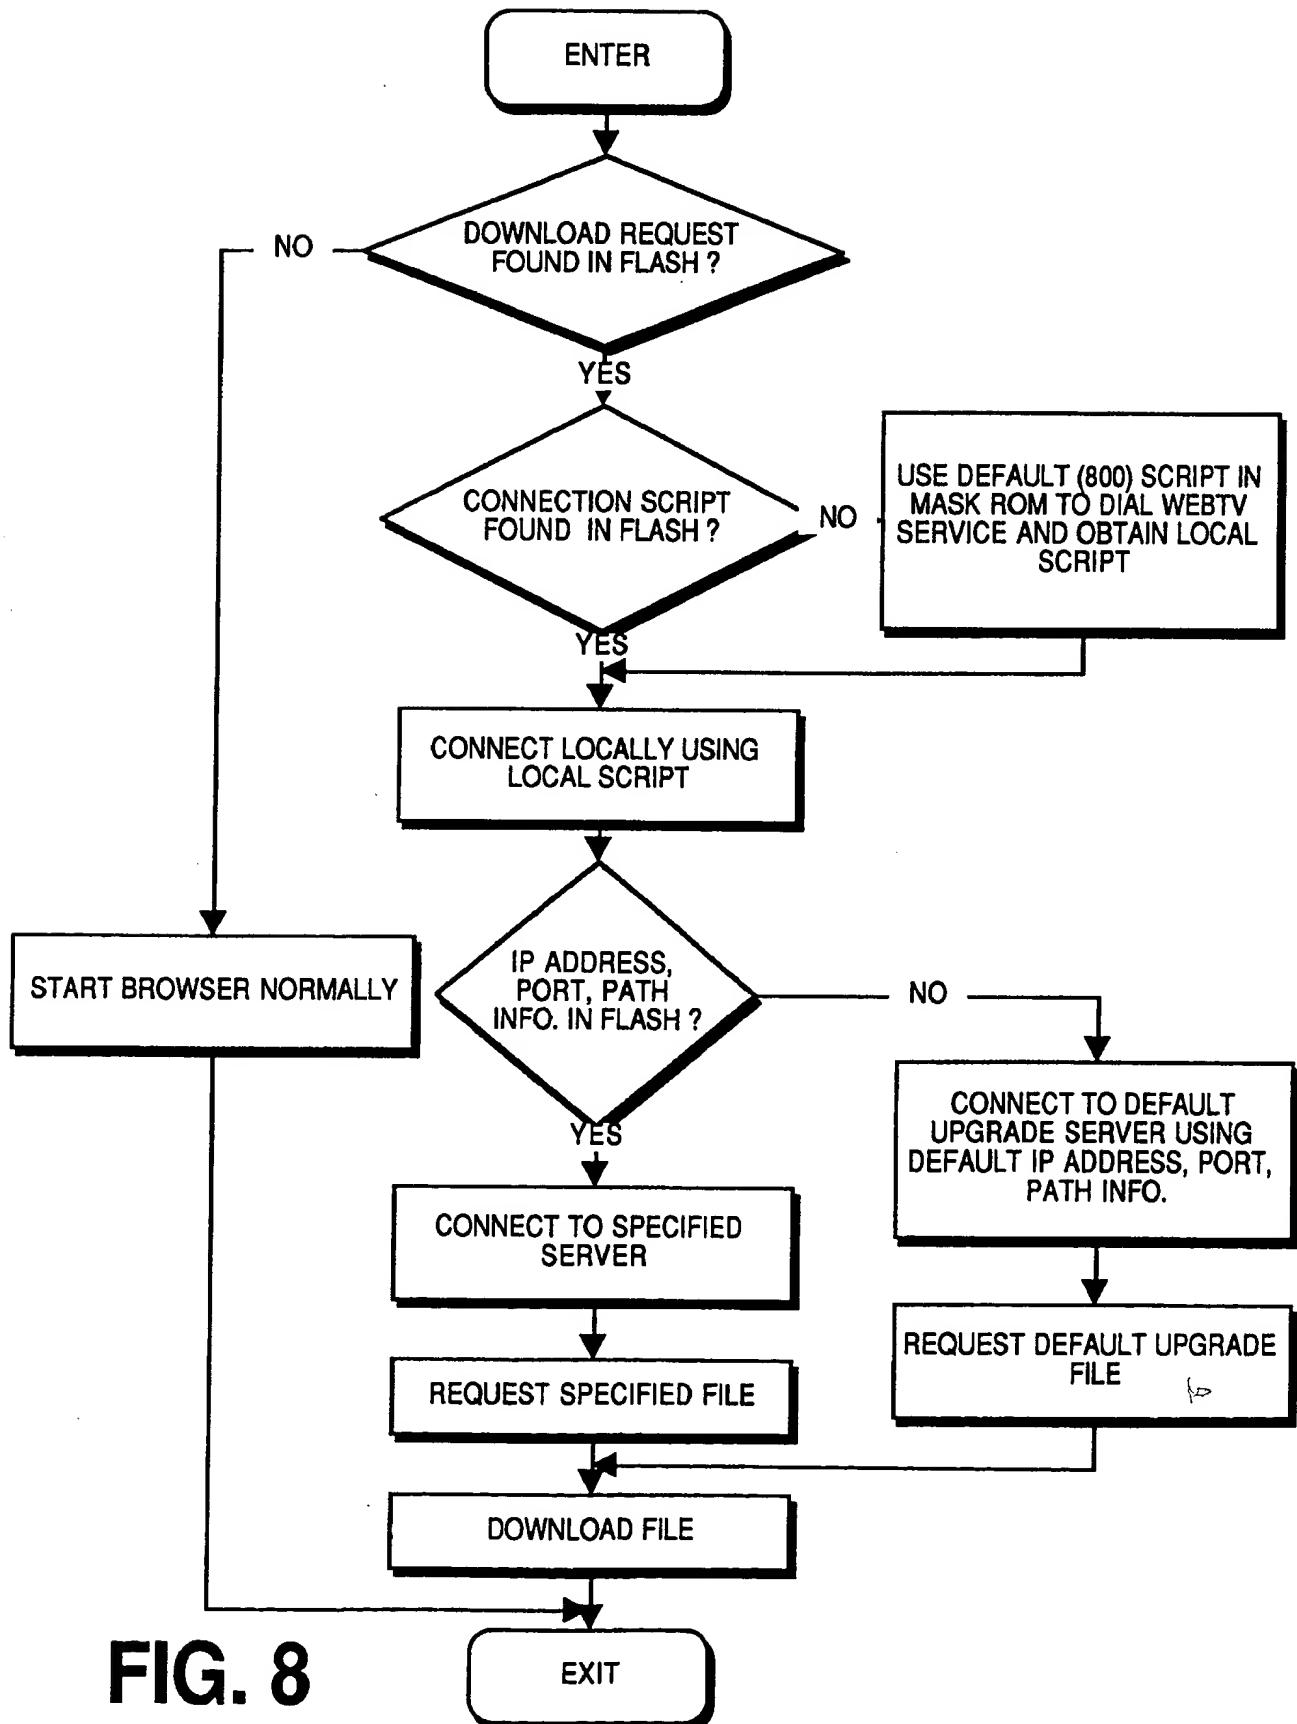 ENTER
DOWNLOAD REQUEST
FOUND IN FLASH ?
NO
YES
CONNECTION SCRIPT
FOUND IN FLASH ?
NO
USE DEFAULT (800) SCRIPT IN
MASK ROM TO DIAL WEBTV
SERVICE AND OBTAIN LOCAL
SCRIPT
YES
CONNECT LOCALLY USING
LOCAL SCRIPT
START BROWSER NORMALLY
IP ADDRESS,
PORT, PATH
INFO. IN FLASH ?
NO
YES
CONNECT TO DEFAULT
UPGRADE SERVER USING
DEFAULT IP ADDRESS, PORT,
PATH INFO.
CONNECT TO SPECIFIED
SERVER
REQUEST DEFAULT UPGRADE
FILE
REQUEST SPECIFIED FILE
DOWNLOAD FILE
EXIT
FIG. 8